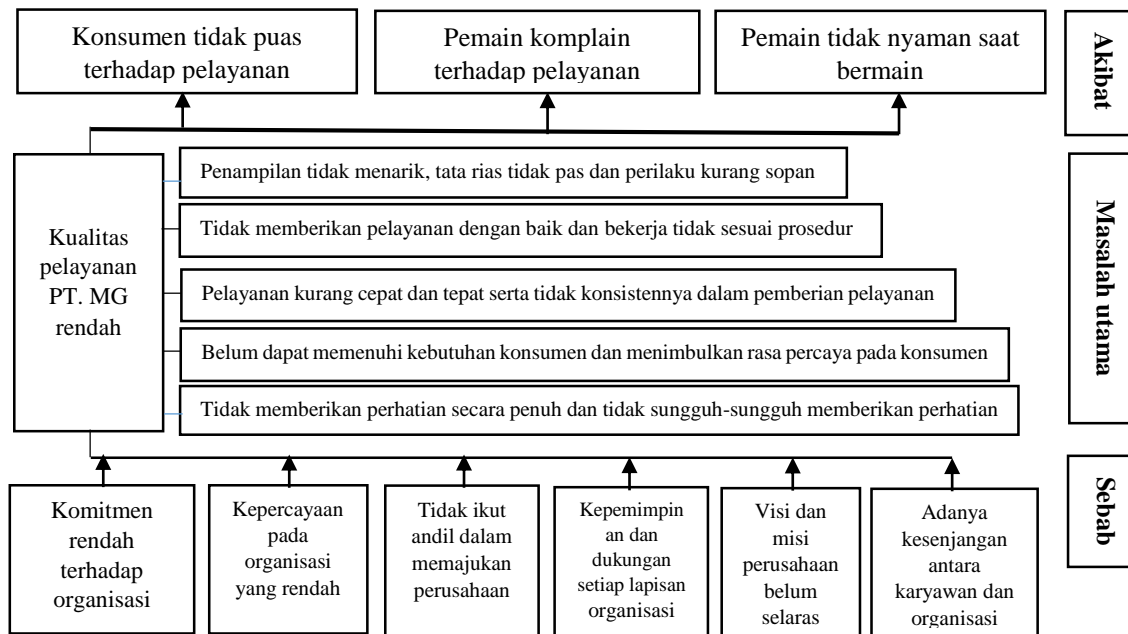 Konsumen tidak puas
terhadap pelayanan
Pemain komplain
terhadap pelayanan
Pemain tidak nyaman saat
bermain
Akibat
Kualitas
pelayanan
PT. MG
rendah
Penampilan tidak menarik, tata rias tidak pas dan perilaku kurang sopan
Tidak memberikan pelayanan dengan baik dan bekerja tidak sesuai prosedur
Pelayanan kurang cepat dan tepat serta tidak konsistennya dalam pemberian pelayanan
Belum dapat memenuhi kebutuhan konsumen dan menimbulkan rasa percaya pada konsumen
Tidak memberikan perhatian secara penuh dan tidak sungguh-sungguh memberikan perhatian
Masalah utama
Komitmen
rendah
terhadap
organisasi
Kepercayaan
pada
organisasi
yang rendah
Tidak ikut
andil dalam
memajukan
perusahaan
Kepemimpin
an dan
dukungan
setiap lapisan
organisasi
Visi dan
misi
perusahaan
belum
selaras
Adanya
kesenjangan
antara
karyawan dan
organisasi
Sebab